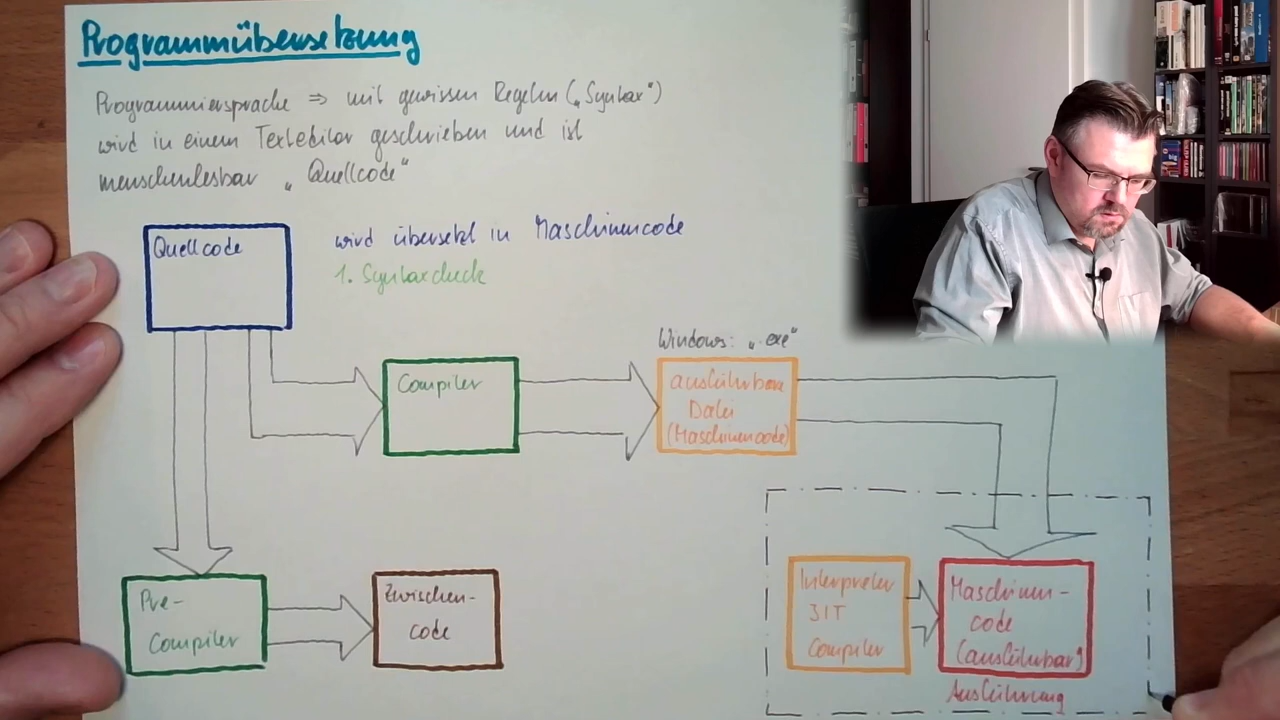 Programmübersetzung
Programmiersprache ⇒ mit gewissen Regeln („Syntax“)
wird in einem Texteditor geschrieben und ist
menschenlesbar „Quellcode“
Quellcode
wird übersetzt in Maschinencode
1. Syntaxcheck
Windows: „.exe“
Compiler
ausführbare
Datei
(Maschinencode)
Pre-
Compiler
Zwischen-
code
Interpreter
JIT
Compiler
Maschinen-
code
(ausführbar)
Ausführung